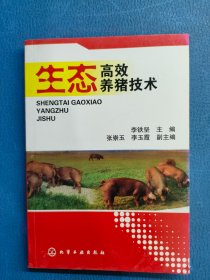 生态高效
养猪技术
SHENGTAI GAOXIAO
YANGZHU
JISHU
李铁坚 主编
张崇玉 李玉霞 副主编
化学工业出版社